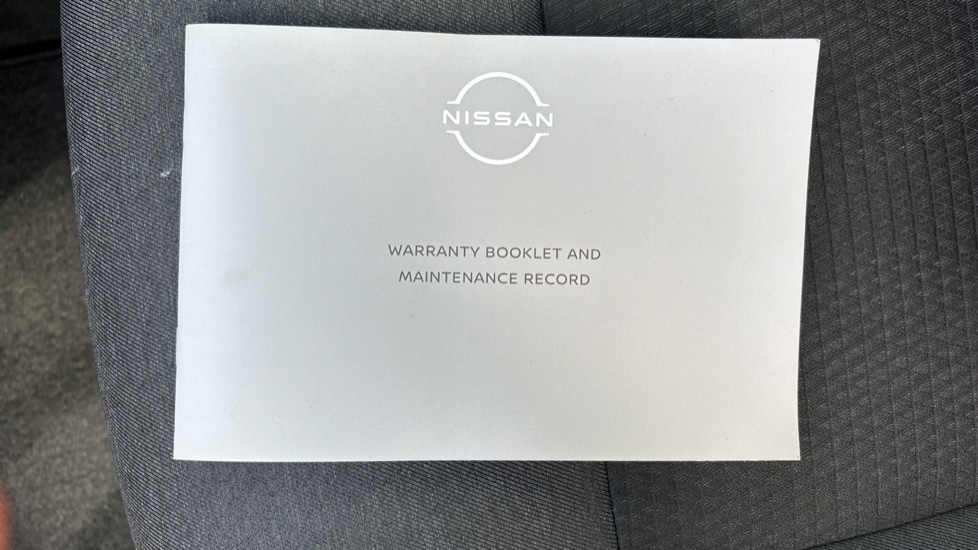 NISSAN
WARRANTY BOOKLET AND
MAINTENANCE RECORD